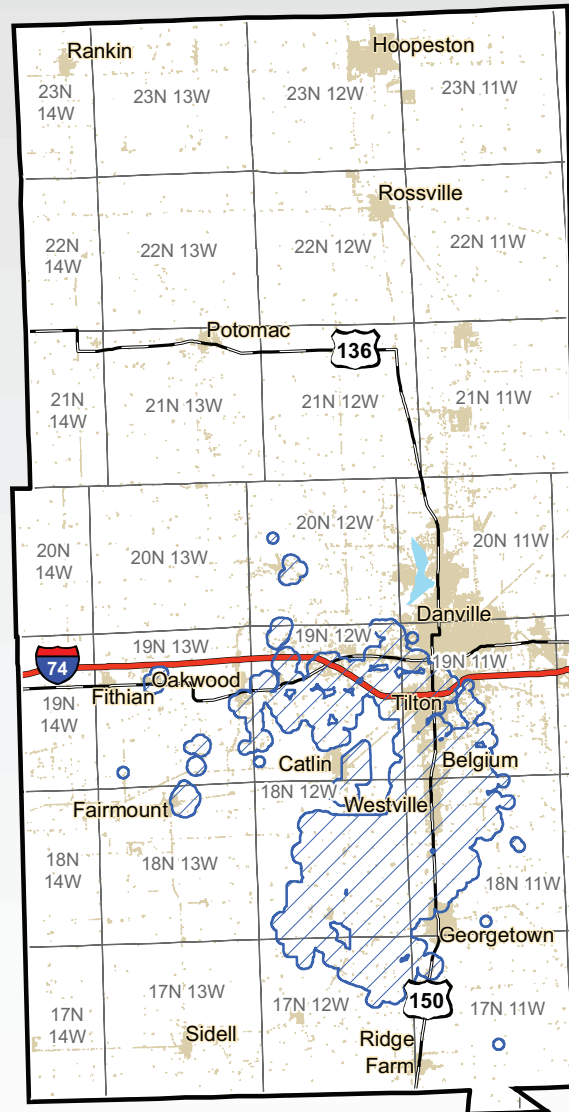 Rankin
Hoopeston
23N
14W
23N 13W
23N 12W
23N 11W
Rossville
22N
14W
22N 13W
22N 12W
22N 11W
Potomac
136
21N
14W
21N 13W
21N 12W
21N 11W
20N
14W
20N 13W
20N 12W
20N 11W
Danville
19N 13W
19N 12W
19N 11W
74
Fithian
Oakwood
Tilton
19N
14W
Catlin
Belgium
18N 12W
Fairmount
Westville
18N
14W
18N 13W
18N 11W
Georgetown
17N
14W
17N 13W
17N 12W
150
17N 11W
Sidell
Ridge
Farm